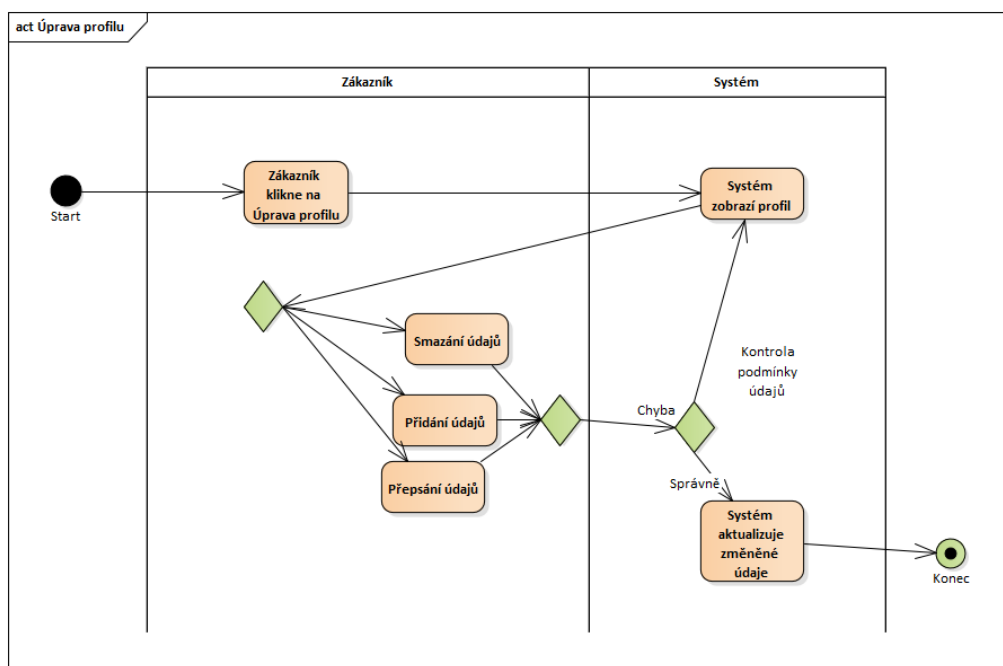 act Úprava profilu
Zákazník
Systém
Start
Zákazník
klikne na
Úprava profilu
Systém
zobrazí profil
Smazání údajů
Přidání údajů
Přepsání údajů
Kontrola
podmínky
údajů
Chyba
Správně
Systém
aktualizuje
změněné
údaje
Konec